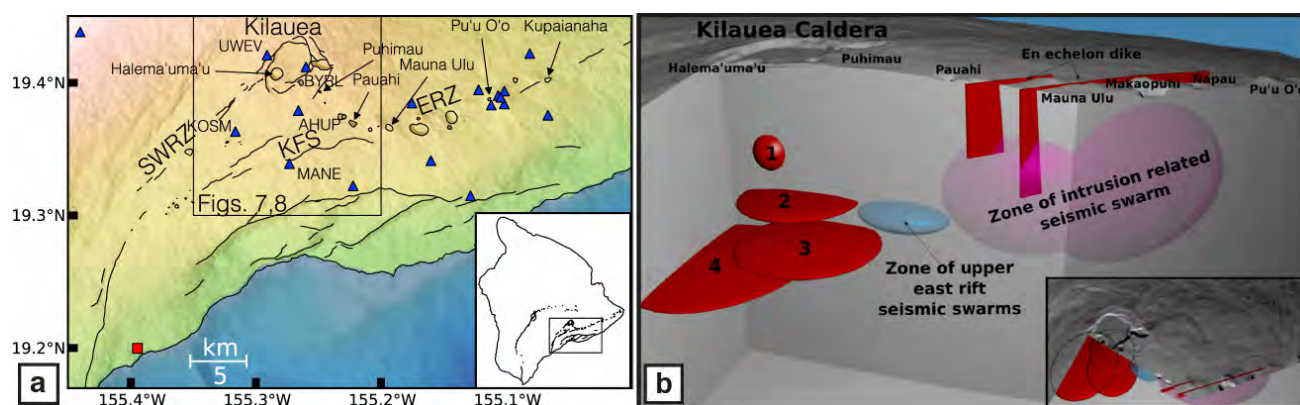 Kilauea
Pu'u O'o
Kupaianaha
UWEV
Puhimau
Halema'uma'u
BYRL
Pauahi
Mauna Ulu
19.4°N
ERZ
KOSM
AHUP
SWRZ
KFS
MANE
19.3°N
Figs. 7,8
19.2°N
km
5
a
155.4°W
155.3°W
155.2°W
155.1°W
Kilauea Caldera
Halema'uma'u
Puhimau
En echelon dike
Pauahi
Makaopuni
Napau
Mauna Ulu
Pu'u O'o
1
2
3
4
Zone of intrusion related
seismic swarm
Zone of upper
east rift
seismic swarms
b